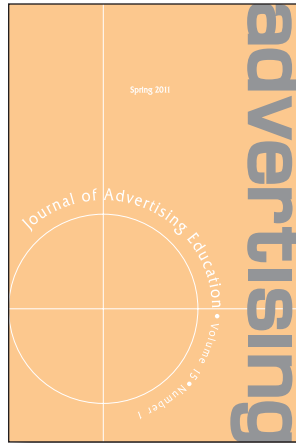 Spring 2011
Journal of Advertising Education • Volume 15 • Number 1
advertising